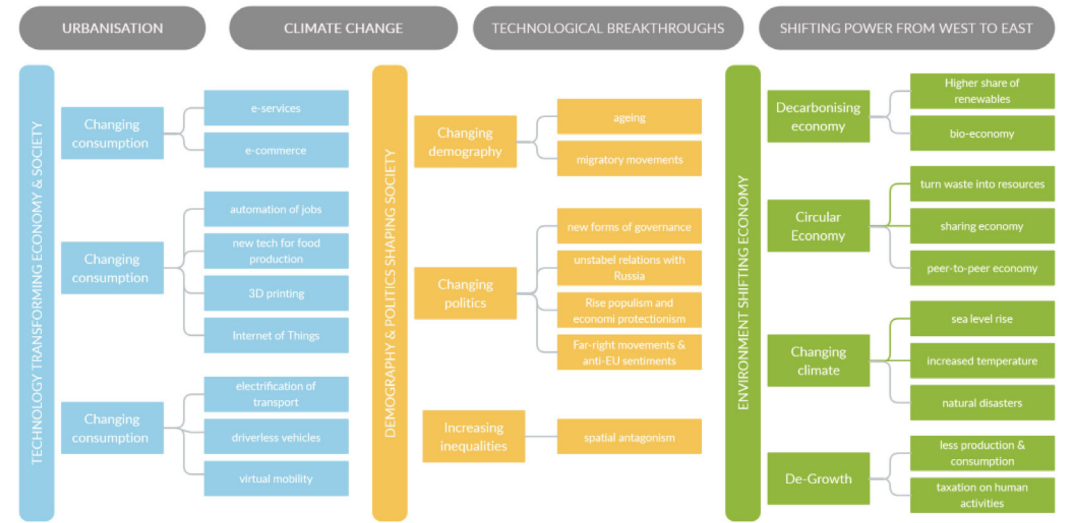 URBANISATION
CLIMATE CHANGE
TECHNOLOGICAL BREAKTHROUGHS
SHIFTING POWER FROM WEST TO EAST
TECHNOLOGY TRANSFORMING ECONOMY & SOCIETY
Changing
consumption
e-services
e-commerce
Changing
consumption
automation of jobs
new tech for food
production
3D printing
Internet of Things
Changing
consumption
electrification of
transport
driverless vehicles
virtual mobility
DEMOGRAPHY & POLITICS SHAPING SOCIETY
Changing
demography
ageing
migratory movements
Changing
politics
new forms of governance
unstabel relations with
Russia
Rise populism and
economi protectionism
Far-right movements &
anti-EU sentiments
Increasing
inequalities
spatial antagonism
ENVIRONMENT SHIFTING ECONOMY
Decarbonising
economy
Higher share of
renewables
bio-economy
Circular
Economy
turn waste into resources
sharing economy
peer-to-peer economy
Changing
climate
sea level rise
increased temperature
natural disasters
De-Growth
less production &
consumption
taxation on human
activities